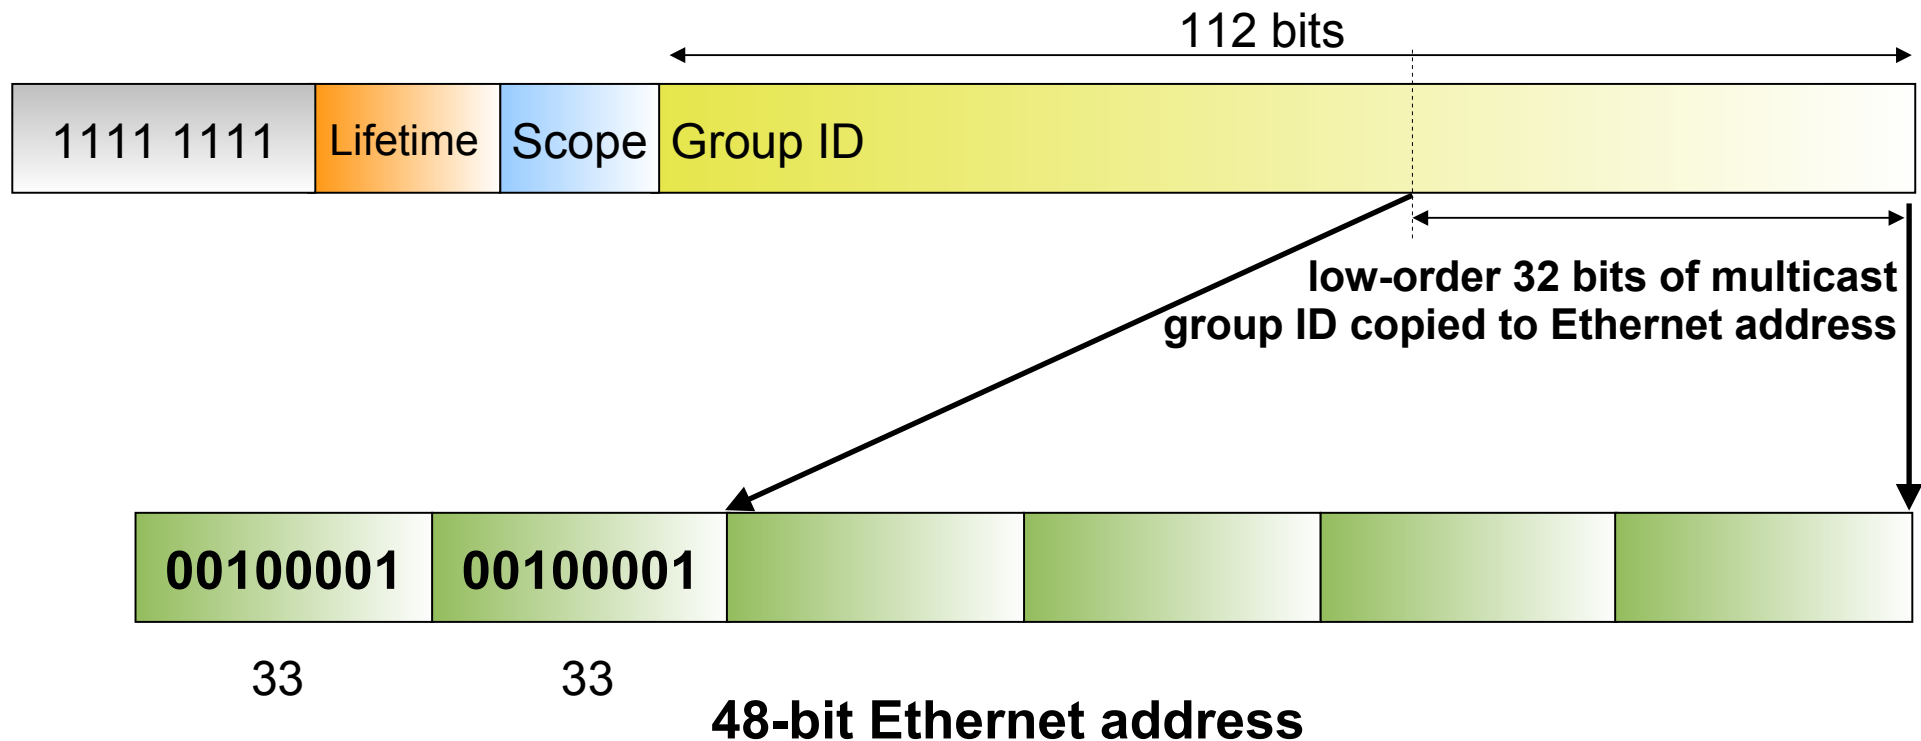 112 bits
1111 1111 Lifetime Scope Group ID
low-order 32 bits of multicast
group ID copied to Ethernet address
00100001 00100001
33 33
48-bit Ethernet address